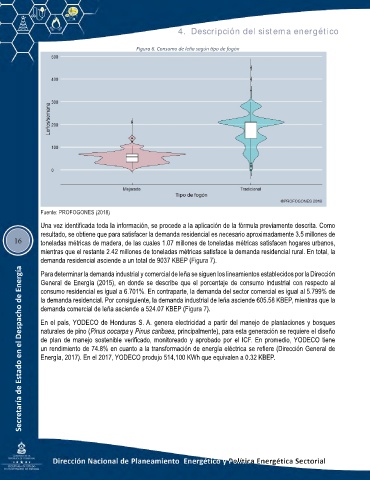 4. Descripción del sistema energético
Figura 6. Consumo de leña según tipo de fogón
500
400
300
200
100
0
Leños/semana
Mejorado
Tradicional
Tipo de fogón
Fuente: PROFOGONES (2018).
Una vez identificada toda la información, se procede a la aplicación de la fórmula previamente descrita. Como
resultado, se obtiene que para satisfacer la demanda residencial es necesario aproximadamente 3.5 millones de
toneladas métricas de madera, de las cuales 1.07 millones de toneladas métricas satisfacen hogares urbanos,
mientras que el restante 2.42 millones de toneladas métricas satisface la demanda residencial rural. En total, la
demanda residencial asciende a un total de 9037 KBEP (Figura 7).
Para determinar la demanda industrial y comercial de leña se siguen los lineamientos establecidos por la Dirección
General de Energía (2015), en donde se describe que el porcentaje de consumo industrial con respecto al
consumo residencial es igual a 6.701%. En contraparte, la demanda del sector comercial es igual al 5.799% de
la demanda residencial. Por consiguiente, la demanda industrial de leña asciende 605.56 KBEP, mientras que la
demanda comercial de leña asciende a 524.07 KBEP (Figura 7).
En el país, YODECO de Honduras S. A. genera electricidad a partir del manejo de plantaciones y bosques
naturales de pino (Pinus oocarpa y Pinus caribaea, principalmente), para esta generación se requiere el diseño
de plan de manejo sostenible verificado, monitoreado y aprobado por el ICF. En promedio, YODECO tiene
un rendimiento de 74.8% en cuanto a la transformación de energía eléctrica se refiere (Dirección General de
Energía, 2017). En el 2017, YODECO produjo 514,100 KWh que equivalen a 0.32 KBEP.
16
Secretaría de Estado en el Despacho de Energía
Dirección Nacional de Planeamiento Energético y Política Energética Sectorial